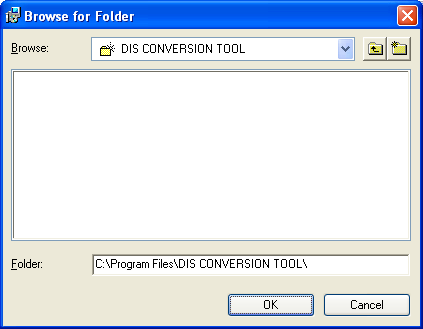 Browse for Folder
Browse: DIS CONVERSION TOOL
Folder: C:\Program Files\DIS CONVERSION TOOL\
OK Cancel